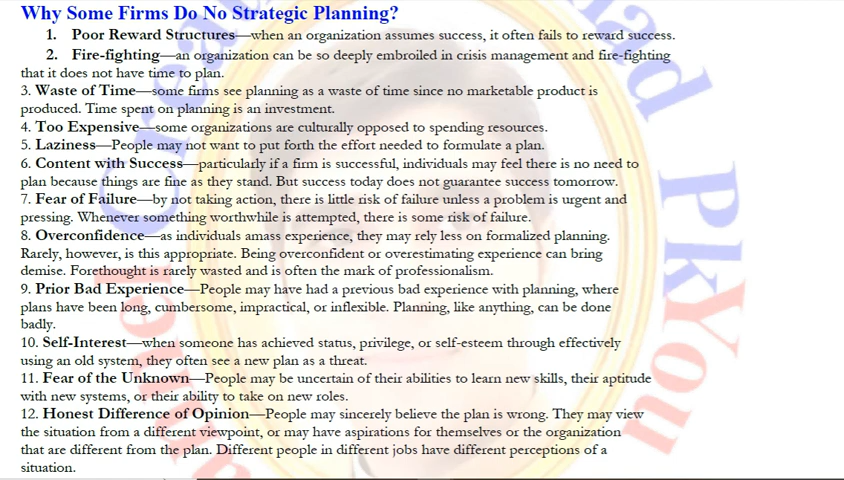 Why Some Firms Do No Strategic Planning?
1. Poor Reward Structures—when an organization assumes success, it often fails to reward success.
2. Fire-fighting—an organization can be so deeply embroiled in crisis management and fire-fighting
that it does not have time to plan.
3. Waste of Time—some firms see planning as a waste of time since no marketable product is
produced. Time spent on planning is an investment.
4. Too Expensive—some organizations are culturally opposed to spending resources.
5. Laziness—People may not want to put forth the effort needed to formulate a plan.
6. Content with Success—particularly if a firm is successful, individuals may feel there is no need to
plan because things are fine as they stand. But success today does not guarantee success tomorrow.
7. Fear of Failure—by not taking action, there is little risk of failure unless a problem is urgent and
pressing. Whenever something worthwhile is attempted, there is some risk of failure.
8. Overconfidence—as individuals amass experience, they may rely less on formalized planning.
Rarely, however, is this appropriate. Being overconfident or overestimating experience can bring
demise. Forethought is rarely wasted and is often the mark of professionalism.
9. Prior Bad Experience—People may have had a previous bad experience with planning, where
plans have been long, cumbersome, impractical, or inflexible. Planning, like anything, can be done
badly.
10. Self-Interest—when someone has achieved status, privilege, or self-esteem through effectively
using an old system, they often see a new plan as a threat.
11. Fear of the Unknown—People may be uncertain of their abilities to learn new skills, their aptitude
with new systems, or their ability to take on new roles.
12. Honest Difference of Opinion—People may sincerely believe the plan is wrong. They may view
the situation from a different viewpoint, or may have aspirations for themselves or the organization
that are different from the plan. Different people in different jobs have different perceptions of a
situation.